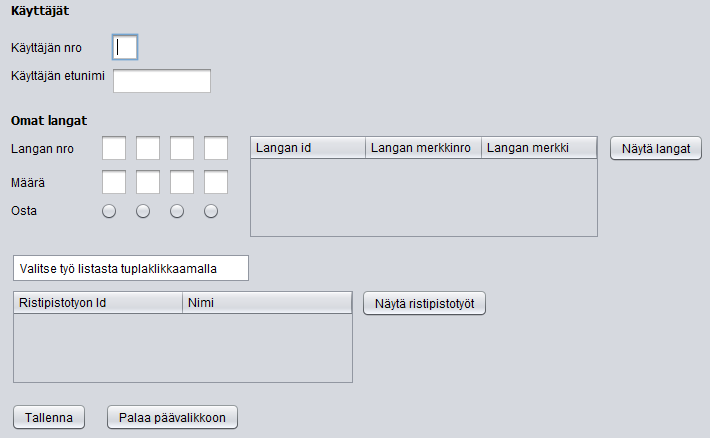 Käyttäjät
Käyttäjän nro
Käyttäjän etunimi
Omat langat
Langan nro
Langan id Langan merkkinro Langan merkki
Näytä langat
Määrä
Osta
Valitse työ listasta tuplaklikkaamalla
Ristipistotyon Id Nimi
Näytä ristipistotyöt
Tallenna Palaa päävalikkoon